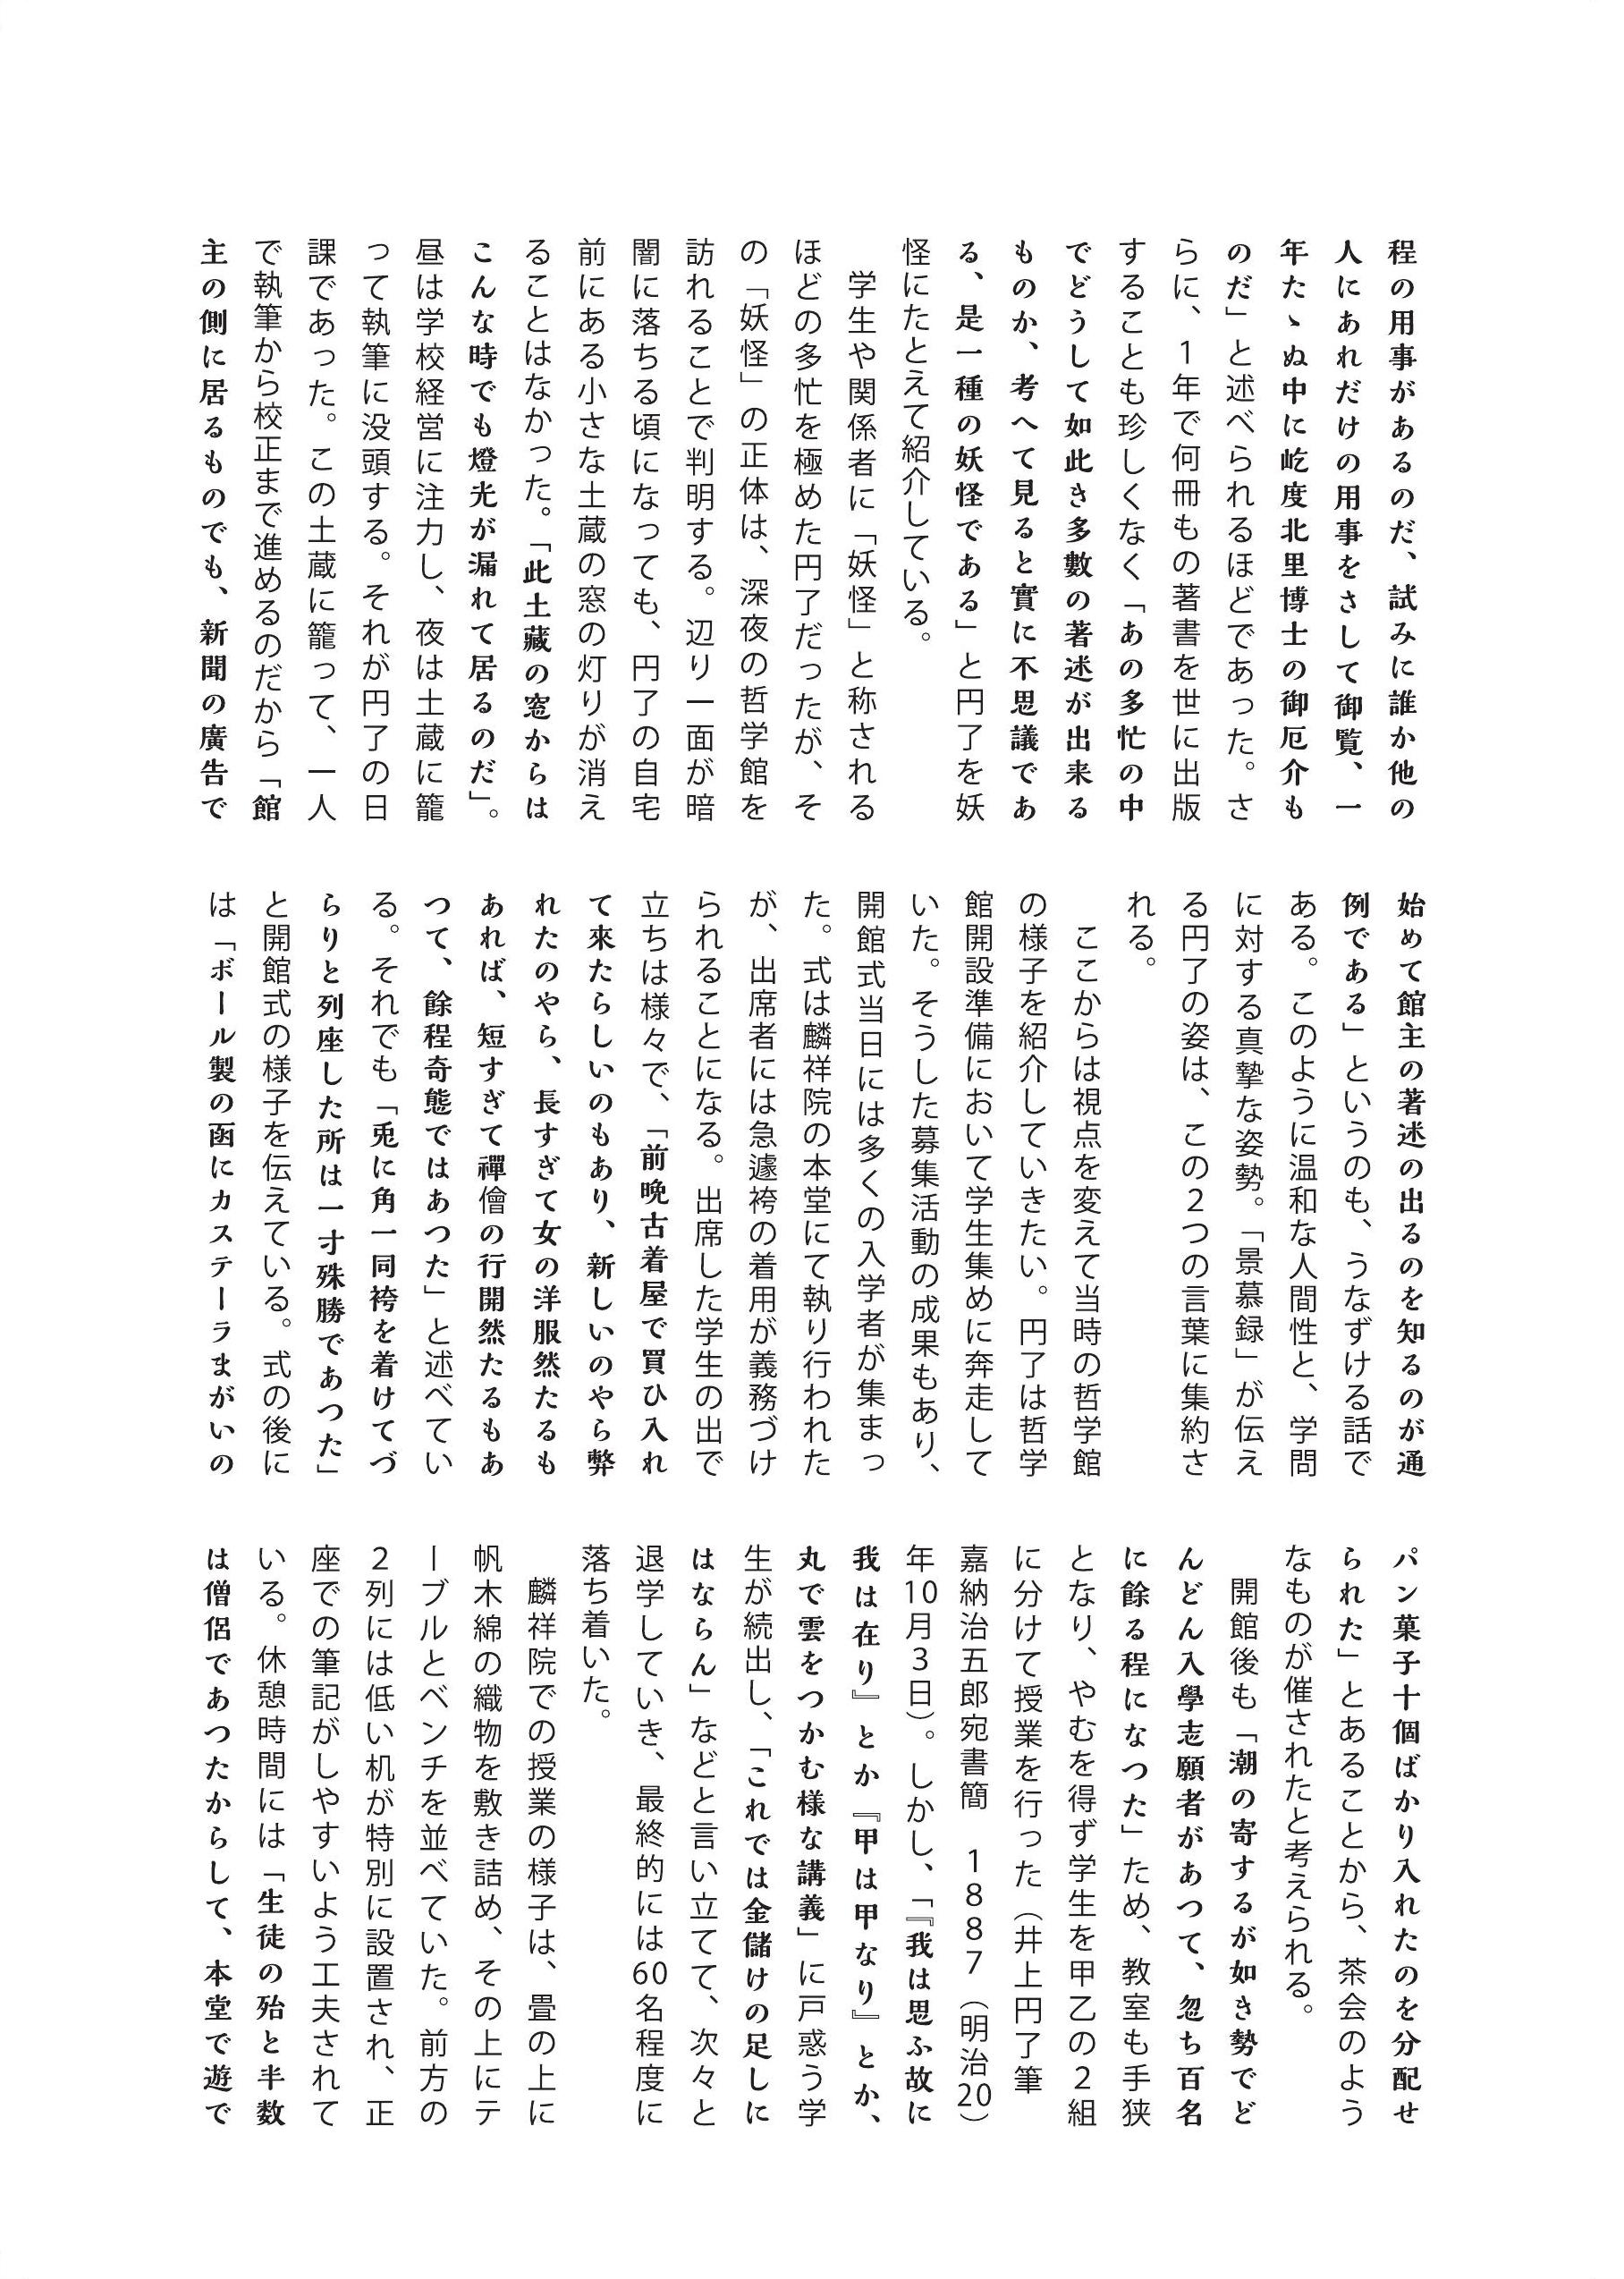 程の用事があるのだ、試みに誰か他の
人にあれだけの用事をさして御覧、一
年たゝぬ中に屹度北里博士の御厄介も
のだ」と述べられるほどであった。さ
らに、1年で何冊もの著書を世に出版
することも珍しくなく「あの多忙の中
でどうして如此き多數の著述が出来る
ものか、考へて見ると實に不思議であ
る、是一種の妖怪である」と円了を妖
怪にたとえて紹介している。
　学生や関係者に「妖怪」と称される
ほどの多忙を極めた円了だったが、そ
の「妖怪」の正体は、深夜の哲学館を
訪れることで判明する。辺り一面が暗
闇に落ちる頃になっても、円了の自宅
前にある小さな土蔵の窓の灯りが消え
ることはなかった。「此土藏の窓からは
こんな時でも燈光が漏れて居るのだ」。
昼は学校経営に注力し、夜は土蔵に籠
って執筆に没頭する。それが円了の日
課であった。この土蔵に籠って、一人
で執筆から校正まで進めるのだから「館
主の側に居るものでも、新聞の廣告で
始めて館主の著述の出るのを知るのが通
例である」というのも、うなずける話で
ある。このように温和な人間性と、学問
に対する真摯な姿勢。「景慕録」が伝え
る円了の姿は、この2つの言葉に集約さ
れる。
　ここからは視点を変えて当時の哲学館
の様子を紹介していきたい。円了は哲学
館開設準備において学生集めに奔走して
いた。そうした募集活動の成果もあり、
開館式当日には多くの入学者が集まっ
た。式は麟祥院の本堂にて執り行われた
が、出席者には急遽袴の着用が義務づけ
られることになる。出席した学生の出で
立ちは様々で、「前晩古着屋で買ひ入れ
て来たらしいのもあり、新しいのやら弊
れたのやら、長すぎて女の洋服然たるも
あれば、短すぎて禪僧の行開然たるもあ
つて、餘程奇態ではあつた」と述べてい
る。それでも「兎に角一同袴を着けてづ
らりと列座した所は一寸殊勝であつた」
と開館式の様子を伝えている。式の後に
は「ボール製の函にカステーラまがいの
パン菓子十個ばかり入れたのを分配せ
られた」とあることから、茶会のよう
なものが催されたと考えられる。
　開館後も「潮の寄するが如き勢でど
んどん入學志願者があつて、忽ち百名
に餘る程になつた」ため、教室も手狭
となり、やむを得ず学生を甲乙の2組
に分けて授業を行った（井上円了筆
嘉納治五郎宛書簡　1887（明治20）
年10月3日）。しかし、「『我は思ふ故に
我は在り』とか『甲は甲なり』とか、
丸で雲をつかむ様な講義」に戸惑う学
生が続出し、「これでは金儲けの足しに
はならん」などと言い立てて、次々と
退学していき、最終的には60名程度に
落ち着いた。
　麟祥院での授業の様子は、畳の上に
帆木綿の織物を敷き詰め、その上にテ
ーブルとベンチを並べていた。前方の
2列には低い机が特別に設置され、正
座での筆記がしやすいよう工夫されて
いる。休憩時間には「生徒の殆と半数
は僧侶であつたからして、本堂で遊で